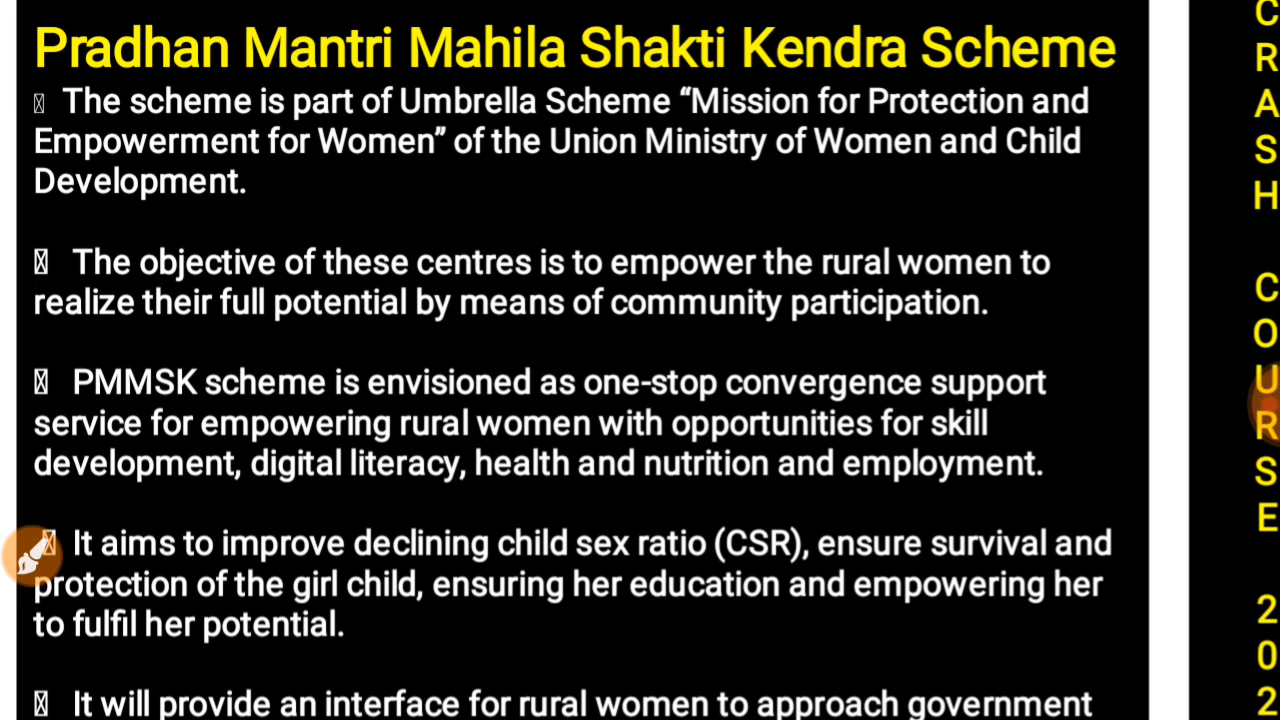 Pradhan Mantri Mahila Shakti Kendra Scheme
The scheme is part of Umbrella Scheme “Mission for Protection and
Empowerment for Women” of the Union Ministry of Women and Child
Development.
The objective of these centres is to empower the rural women to
realize their full potential by means of community participation.
PMMSK scheme is envisioned as one-stop convergence support
service for empowering rural women with opportunities for skill
development, digital literacy, health and nutrition and employment.
It aims to improve declining child sex ratio (CSR), ensure survival and
protection of the girl child, ensuring her education and empowering her
to fulfil her potential.
It will provide an interface for rural women to approach government
C
R
A
S
H
C
O
U
R
S
E
2
0
2